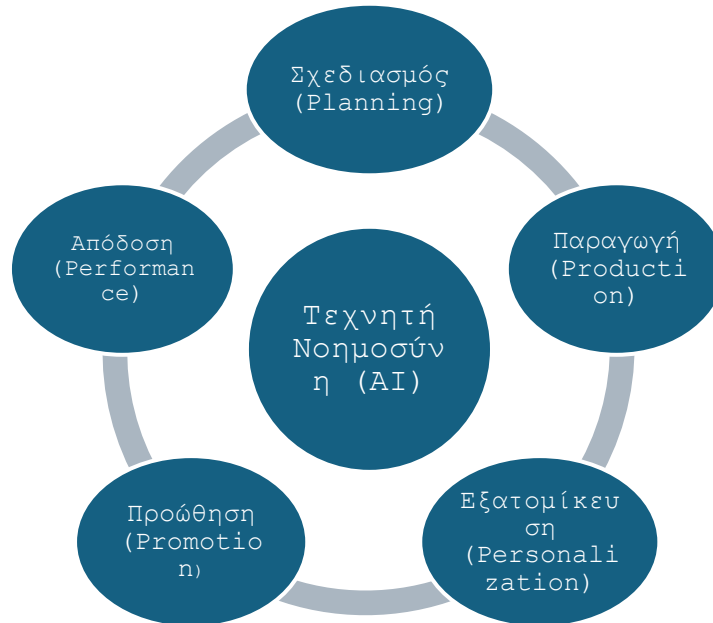 Σχεδιασμός
(Planning)
Παραγωγή
(Producti
on)
Εξατομίκευ
ση
(Personali
zation)
Προώθηση
(Promotio
n)
Απόδοση
(Performan
ce)
Τεχνητή
Νοημοσύν
η (AI)